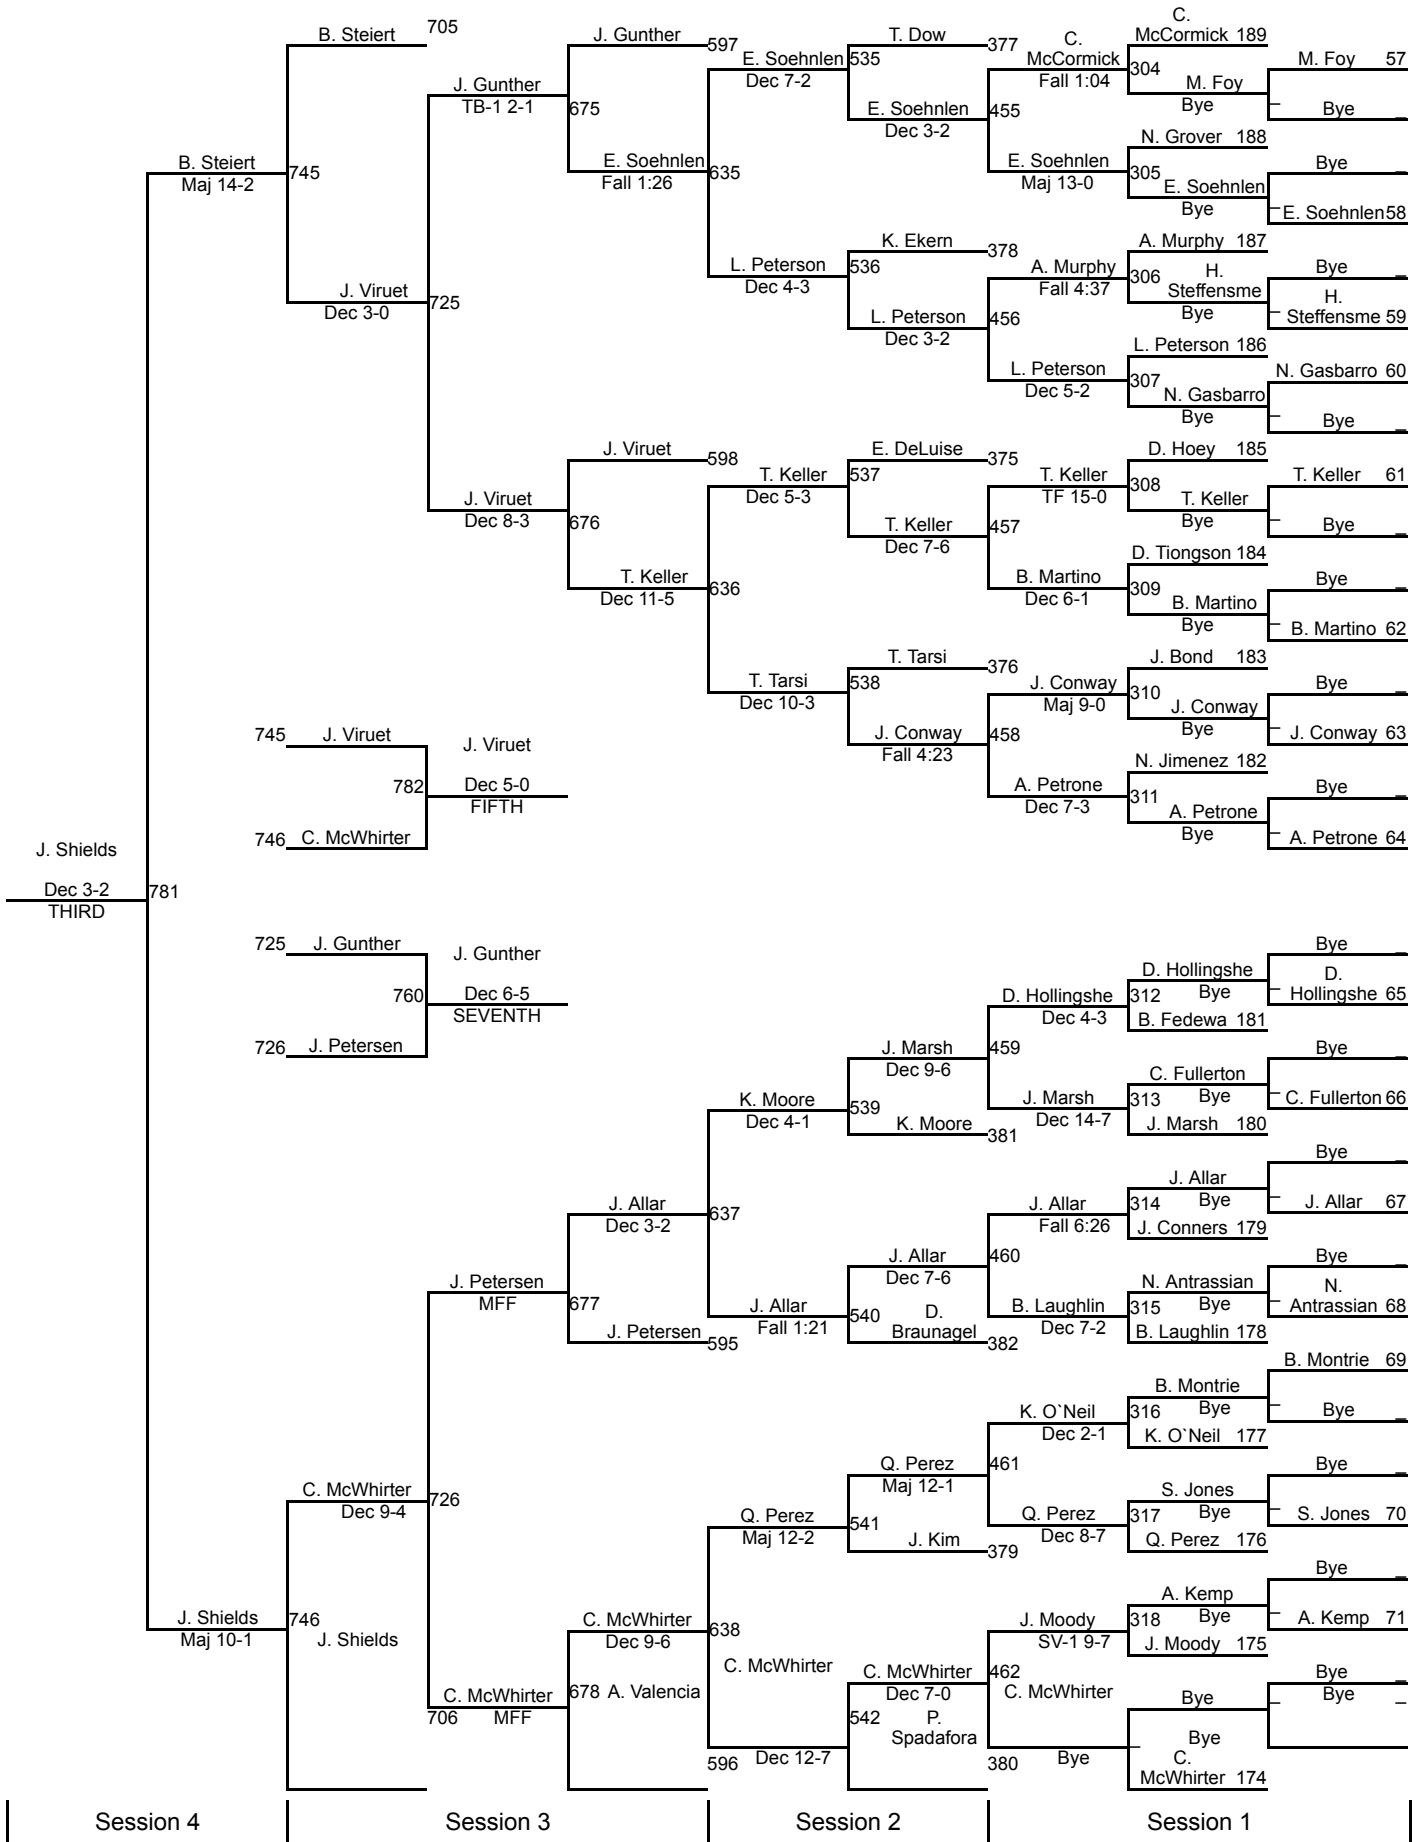 C.
McCormick 189
B. Steiert 705
J. Gunther 597
T. Dow 377
C.
McCormick
Fall 1:04
304
M. Foy 57
E. Soehnlen
Dec 7-2
535
J. Gunther
TB-1 2-1
675
M. Foy
Bye
Bye _
E. Soehnlen
Dec 3-2
455
N. Grover 188
B. Steiert
Maj 14-2
745
E. Soehnlen
Fall 1:26
635
E. Soehnlen
Maj 13-0
305
Bye _
E. Soehnlen
Bye
_
E. Soehnlen 58
K. Ekern 378
A. Murphy 187
L. Peterson
Dec 4-3
536
A. Murphy
Fall 4:37
306
H.
Steffensme
Bye
Bye _
_
H.
Steffensme 59
J. Viruet
Dec 3-0
725
L. Peterson
Dec 3-2
456
L. Peterson 186
L. Peterson
Dec 5-2
307
N. Gasbarro 60
N. Gasbarro
Bye
_
Bye _
J. Viruet 598
E. DeLuise 375
D. Hoey 185
T. Keller
Dec 5-3
537
T. Keller
TF 15-0
308
T. Keller 61
J. Viruet
Dec 8-3
676
T. Keller
Bye
_
Bye _
T. Keller
Dec 7-6
457
D. Tiongson 184
T. Keller
Dec 11-5
636
B. Martino
Dec 6-1
309
Bye _
B. Martino
Bye
_
B. Martino 62
T. Tarsi 376
J. Bond 183
T. Tarsi
Dec 10-3
538
J. Conway
Maj 9-0
310
Bye _
J. Conway
Bye
_
J. Conway 63
745 J. Viruet
J. Viruet
J. Conway
Fall 4:23
458
N. Jimenez 182
782
Dec 5-0
FIFTH
A. Petrone
Dec 7-3
311
Bye _
A. Petrone
Bye
_
A. Petrone 64
746 C. McWhirter
J. Shields
Dec 3-2
THIRD
781
725 J. Gunther
J. Gunther
Bye _
760
Dec 6-5
SEVENTH
D. Hollingshe
Dec 4-3
312
D. Hollingshe
Bye
_
D.
Hollingshe 65
B. Fedewa 181
726 J. Petersen
J. Marsh
Dec 9-6
459
Bye _
K. Moore
Dec 4-1
539
J. Marsh
Dec 14-7
313
C. Fullerton
Bye
_
C. Fullerton 66
K. Moore 381
J. Marsh 180
Bye _
J. Allar
Dec 3-2
637
J. Allar
Fall 6:26
314
J. Allar
Bye
_
J. Allar 67
J. Conners 179
J. Allar
Dec 7-6
460
Bye _
J. Petersen
MFF
677
J. Allar
Fall 1:21
540
B. Laughlin
Dec 7-2
315
N. Antrassian
Bye
_
N.
Antrassian 68
J. Petersen 595
D.
Braunagel 382
B. Laughlin 178
B. Montrie 69
K. O`Neil
Dec 2-1
316
B. Montrie
Bye
_
Bye _
K. O`Neil 177
C. McWhirter
Dec 9-4
726
Q. Perez
Maj 12-1
461
Bye _
Q. Perez
Maj 12-2
541
Q. Perez
Dec 8-7
317
S. Jones
Bye
_
S. Jones 70
J. Kim 379
Q. Perez 176
Bye _
J. Shields
Maj 10-1
746
J. Shields
C. McWhirter
Dec 9-6
638
J. Moody
SV-1 9-7
318
A. Kemp
Bye
_
A. Kemp 71
J. Moody 175
C. McWhirter
C. McWhirter
Dec 7-0
462
C. McWhirter
Bye _
C. McWhirter
MFF
706
678 A. Valencia
Bye
_
Bye _
542
P.
Spadafora
Bye
596
Dec 12-7
380
Bye
_
C.
McWhirter 174
Session 4
Session 3
Session 2
Session 1